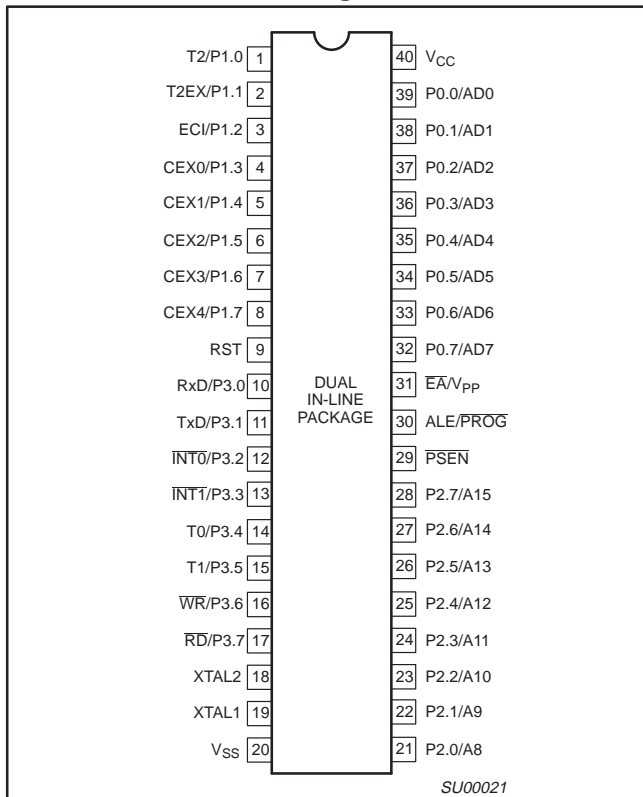 T2/P1.0 1
T2EX/P1.1 2
ECI/P1.2 3
CEX0/P1.3 4
CEX1/P1.4 5
CEX2/P1.5 6
CEX3/P1.6 7
CEX4/P1.7 8
RST 9
RxD/P3.0 10
TxD/P3.1 11
I̅N̅T̅0̅/P3.2 12
I̅N̅T̅1̅/P3.3 13
T0/P3.4 14
T1/P3.5 15
W̅R̅/P3.6 16
R̅D̅/P3.7 17
XTAL2 18
XTAL1 19
VSS 20
DUAL
IN-LINE
PACKAGE
40 VCC
39 P0.0/AD0
38 P0.1/AD1
37 P0.2/AD2
36 P0.3/AD3
35 P0.4/AD4
34 P0.5/AD5
33 P0.6/AD6
32 P0.7/AD7
31 E̅A̅/VPP
30 ALE/P̅R̅O̅G̅
29 P̅S̅E̅N̅
28 P2.7/A15
27 P2.6/A14
26 P2.5/A13
25 P2.4/A12
24 P2.3/A11
23 P2.2/A10
22 P2.1/A9
21 P2.0/A8
SU00021